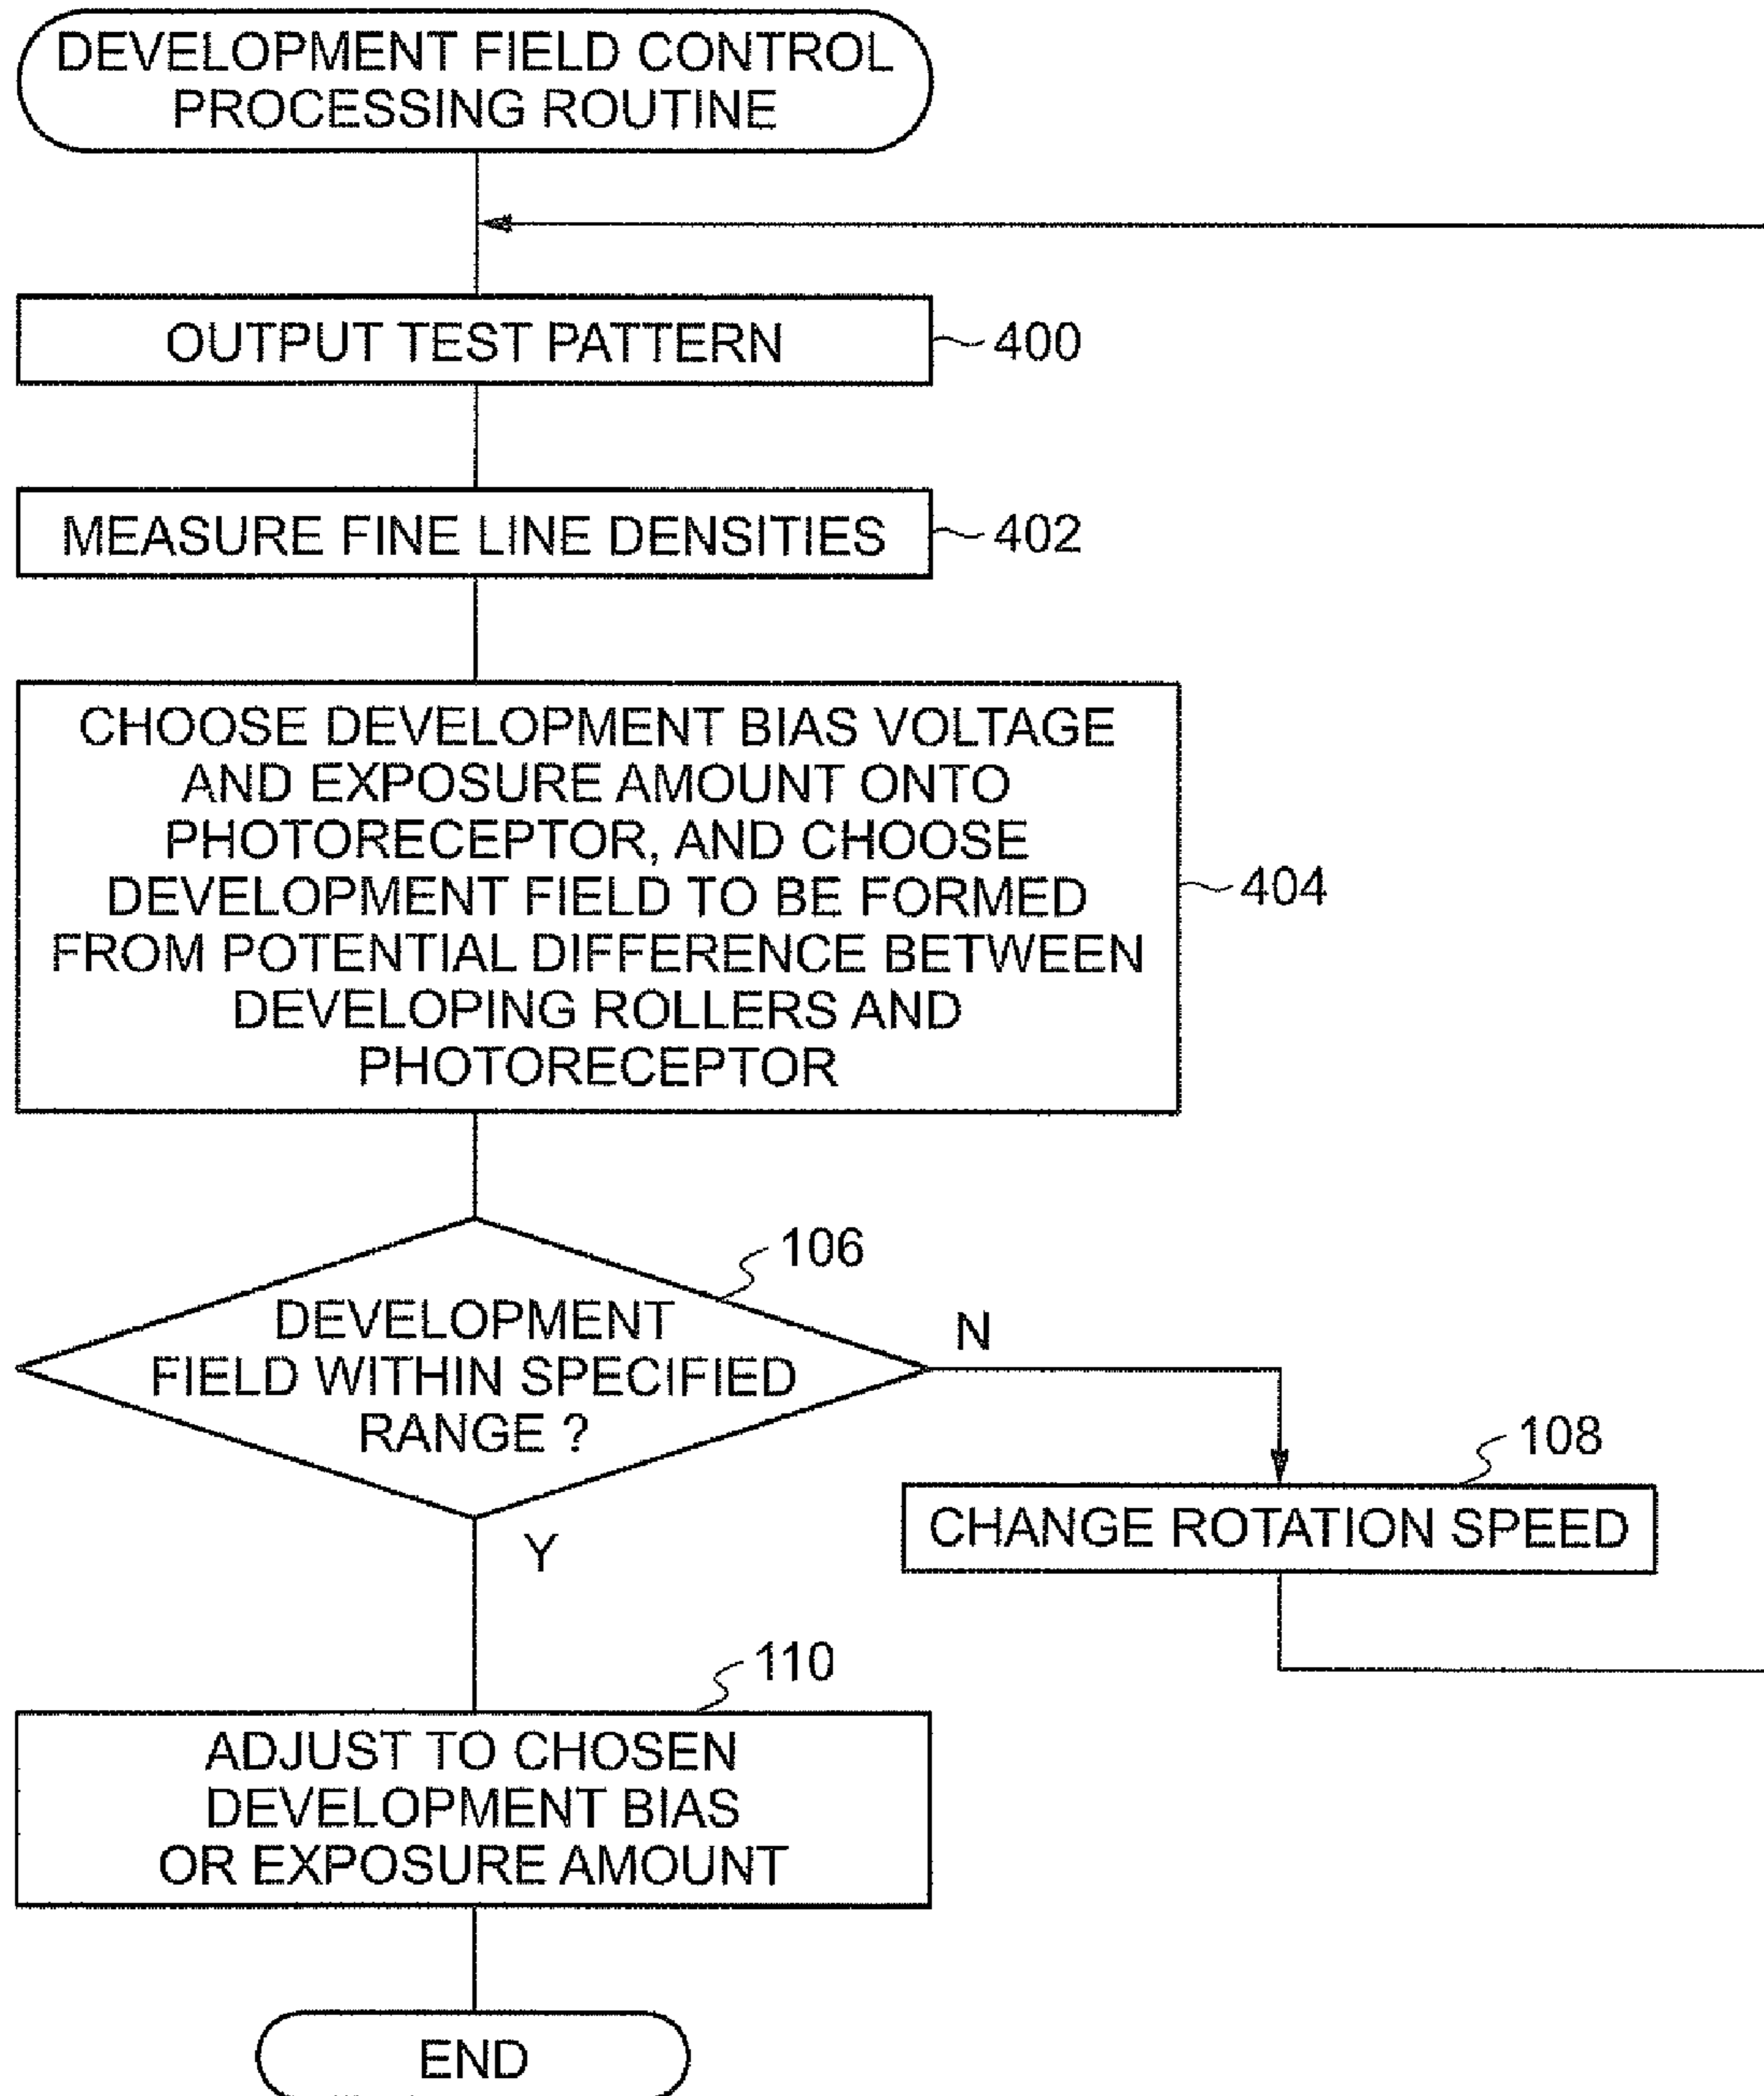 DEVELOPMENT FIELD CONTROL
PROCESSING ROUTINE
OUTPUT TEST PATTERN
400
MEASURE FINE LINE DENSITIES
402
CHOOSE DEVELOPMENT BIAS VOLTAGE
AND EXPOSURE AMOUNT ONTO
PHOTORECEPTOR, AND CHOOSE
DEVELOPMENT FIELD TO BE FORMED
FROM POTENTIAL DIFFERENCE BETWEEN
DEVELOPING ROLLERS AND
PHOTORECEPTOR
404
106
DEVELOPMENT
FIELD WITHIN SPECIFIED
RANGE ?
N
108
CHANGE ROTATION SPEED
Y
110
ADJUST TO CHOSEN
DEVELOPMENT BIAS
OR EXPOSURE AMOUNT
END